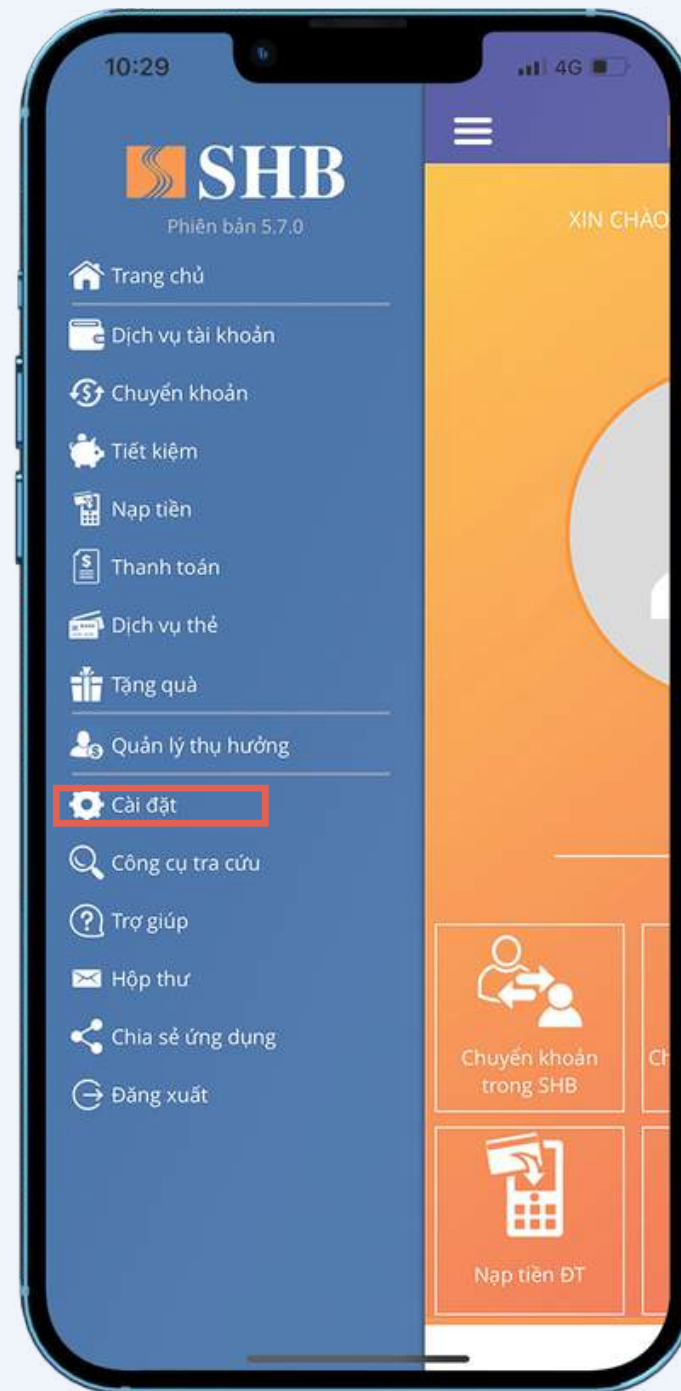 10:29
4G
SHB
Phiên bản 5.7.0
Trang chủ
Dịch vụ tài khoản
Chuyển khoản
Tiết kiệm
Nạp tiền
Thanh toán
Dịch vụ thẻ
Tặng quà
Quản lý thụ hưởng
Cài đặt
Công cụ tra cứu
Trợ giúp
Hộp thư
Chia sẻ ứng dụng
Đăng xuất
XIN CHÀO
Chuyển khoản
trong SHB
Nạp tiền ĐT